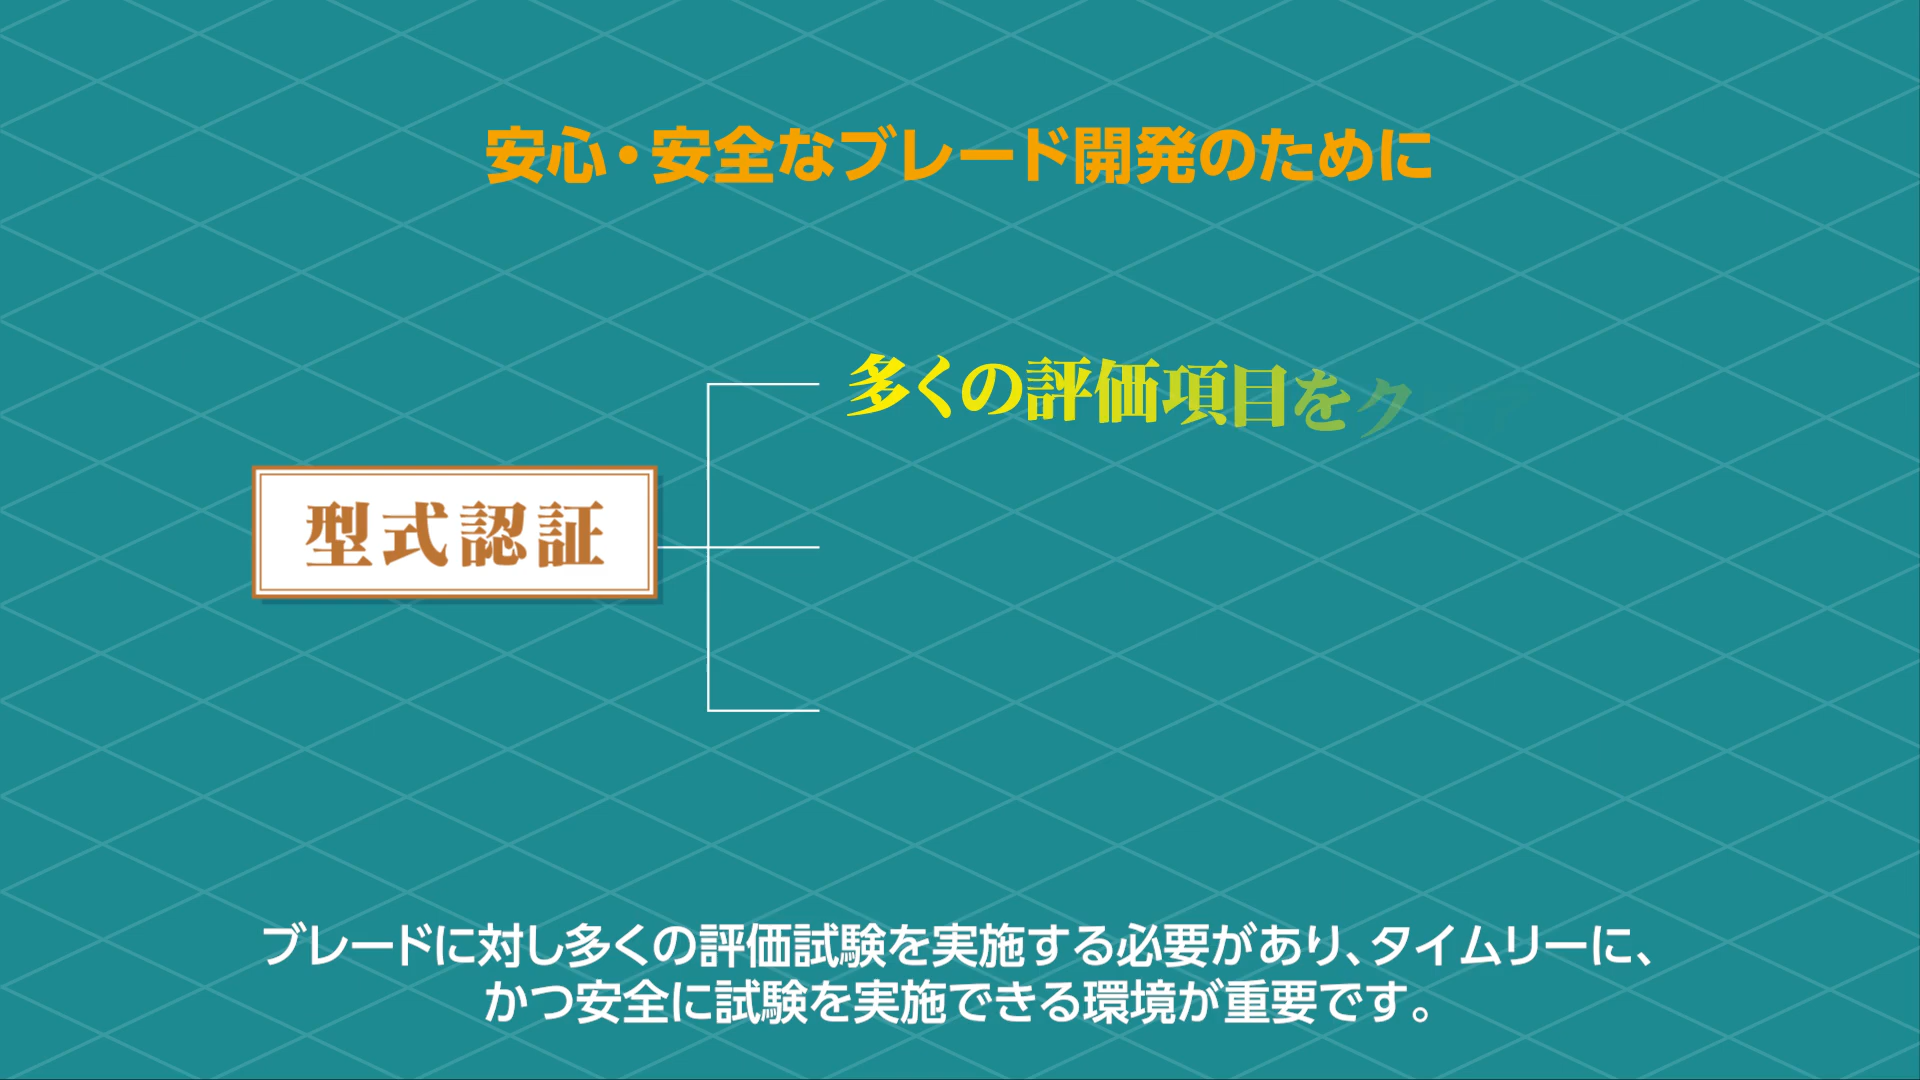 安心・安全なブレード開発のために
多くの評価項目をク
型式認証
ブレードに対し多くの評価試験を実施する必要があり、タイムリーに、
かつ安全に試験を実施できる環境が重要です。